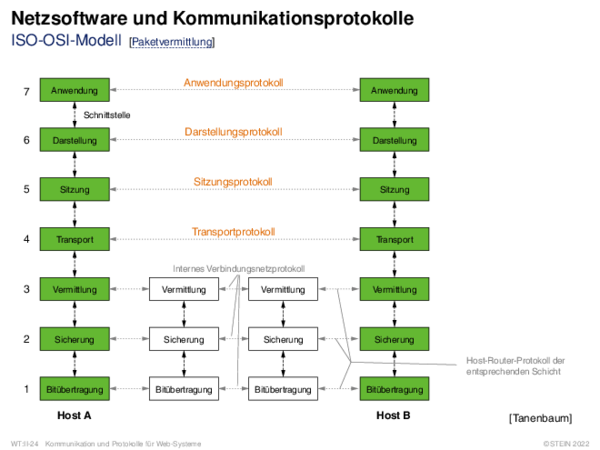 Netzsoftware und Kommunikationsprotokolle
ISO-OSI-Modell [Paketvermittlung]
7 Anwendung Anwendungsprotokoll Anwendung
Schnittstelle
6 Darstellung Darstellungsprotokoll Darstellung
5 Sitzung Sitzungsprotokoll Sitzung
4 Transport Transportprotokoll Transport
Internes Verbindungsnetzprotokoll
3 Vermittlung Vermittlung Vermittlung Vermittlung
2 Sicherung Sicherung Sicherung Sicherung
Host-Router-Protokoll der
entsprechenden Schicht
1 Bitübertragung Bitübertragung Bitübertragung Bitübertragung
Host A Host B
[Tanenbaum]
WT:II-24 Kommunikation und Protokolle für Web-Systeme ©STEIN 2022